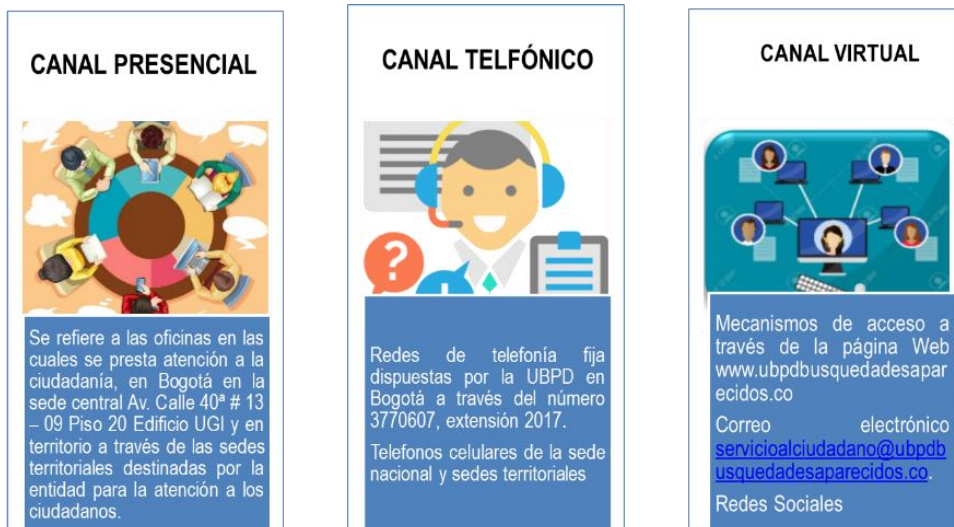 CANAL PRESENCIAL
Se refiere a las oficinas en las
cuales se presta atención a la
ciudadanía, en Bogotá en la
sede central Av. Calle 40ª # 13
– 09 Piso 20 Edificio UGI y en
territorio a través de las sedes
territoriales destinadas por la
entidad para la atención a los
ciudadanos.
CANAL TELFÓNICO
?
Redes de telefonía fija
dispuestas por la UBPD en
Bogotá a través del número
3770607, extensión 2017.
Telefonos celulares de la sede
nacional y sedes territoriales
CANAL VIRTUAL
Mecanismos de acceso a
través de la página Web
www.ubpdbusquedadesapar
ecidos.co
Correo electrónico
servicioalciudadano@ubpdb
usquedadesaparecidos.co.
Redes Sociales